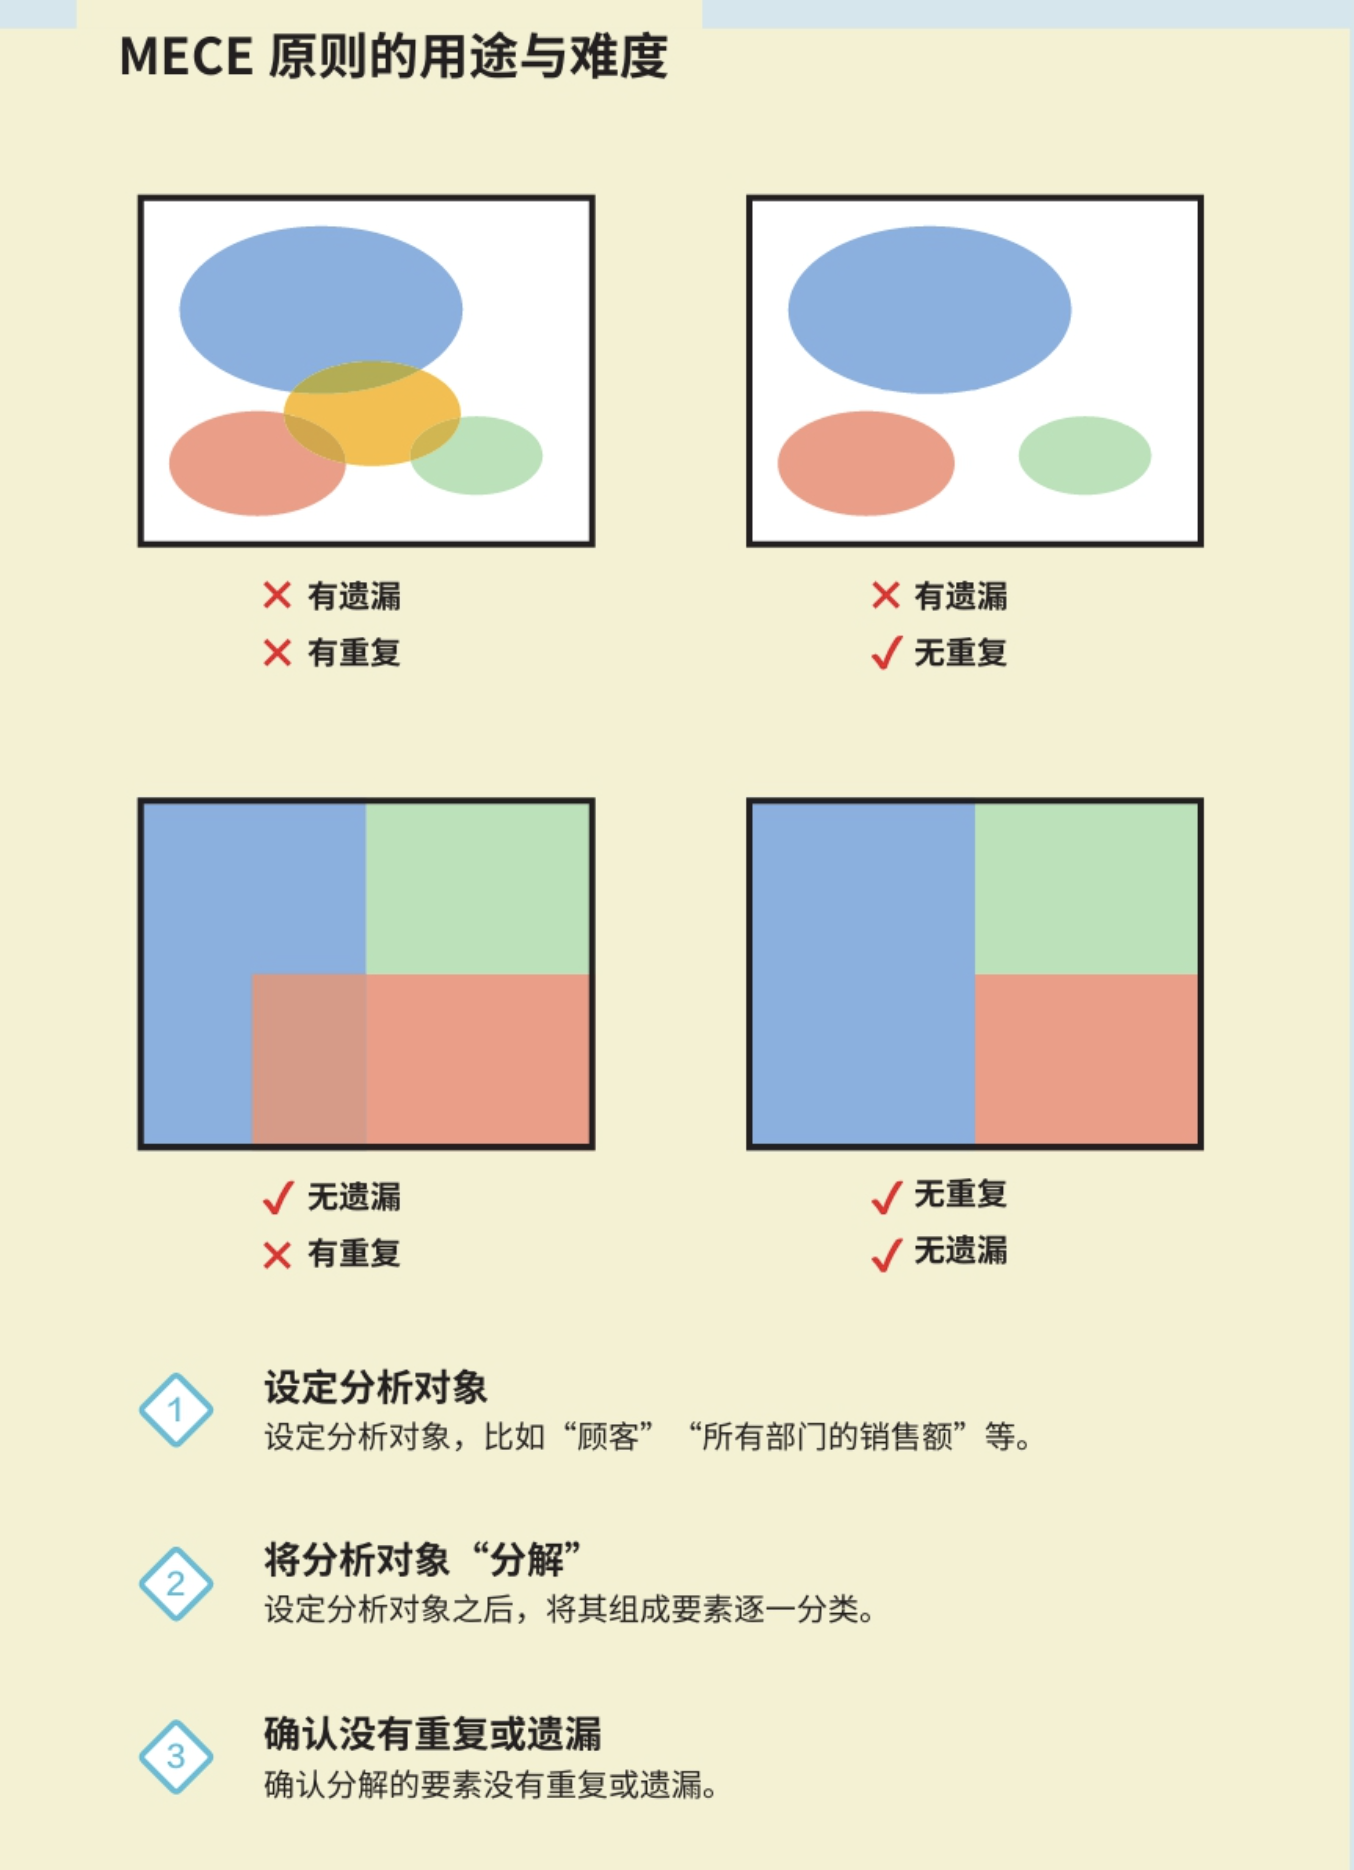 MECE 原则的用途与难度
有遗漏
有重复
有遗漏
无重复
无遗漏
有重复
无重复
无遗漏
1
设定分析对象
设定分析对象，比如“顾客”“所有部门的销售额”等。
2
将分析对象“分解”
设定分析对象之后，将其组成要素逐一分类。
3
确认没有重复或遗漏
确认分解的要素没有重复或遗漏。